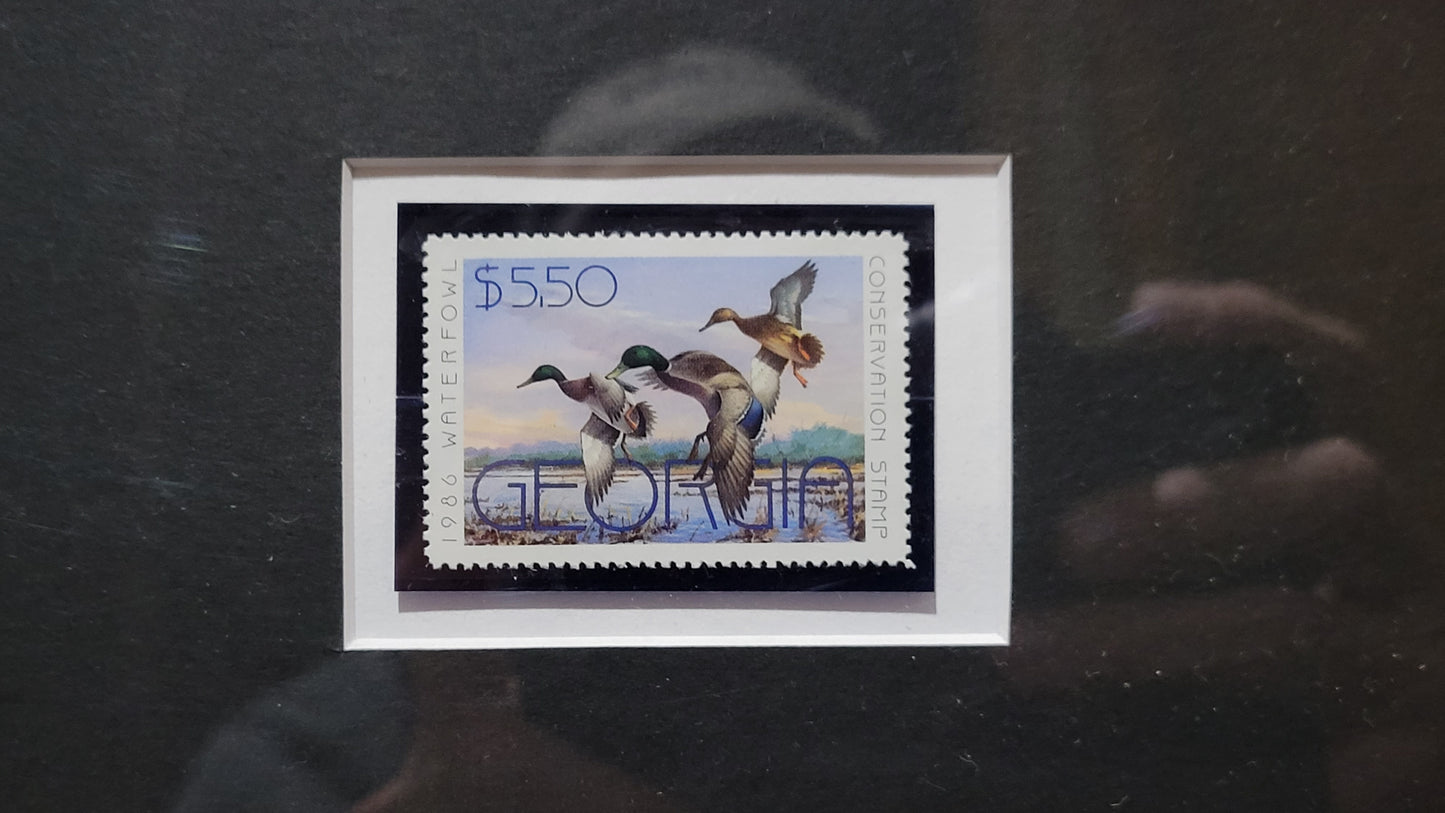 1986 WATERFOWL
$5.50
GEORGIA
CONSERVATION STAMP